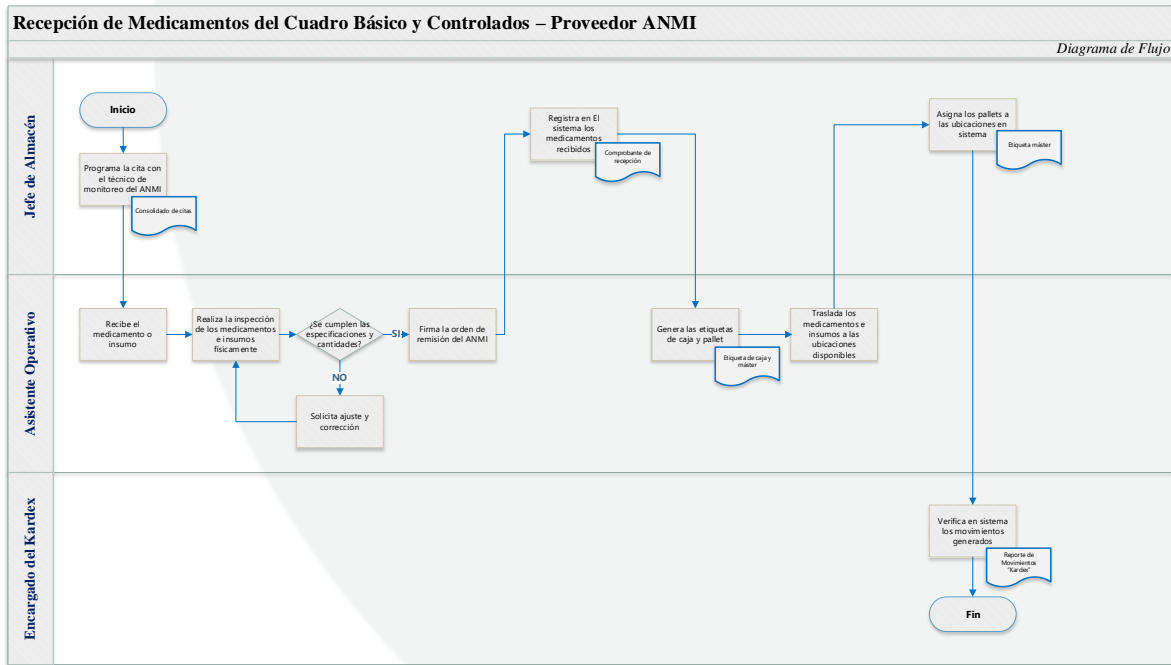 Recepción de Medicamentos del Cuadro Básico y Controlados – Proveedor ANMI
Diagrama de Flujo
Jefe de Almacén
Inicio
Programa la cita con
el técnico de
monitoreo del ANMI
Consolidado de citas
Registra en El
sistema los
medicamentos
recibidos
Comprobante de
recepción
Asigna los pallets a
las ubicaciones en
sistema
Etiqueta máster
Asistente Operativo
Recibe el
medicamento o
insumo
Realiza la inspección
de los medicamentos
e insumos
físicamente
¿Se cumplen las
especificaciones y
cantidades?
SI
NO
Solicita ajuste y
corrección
Firma la orden de
remisión del ANMI
Genera las etiquetas
de caja y pallet
Etiqueta de caja y
máster
Traslada los
medicamentos e
insumos a las
ubicaciones
disponibles
Encargado del Kardex
Verifica en sistema
los movimientos
generados
Reporte de
Movimientos
"Kardex"
Fin